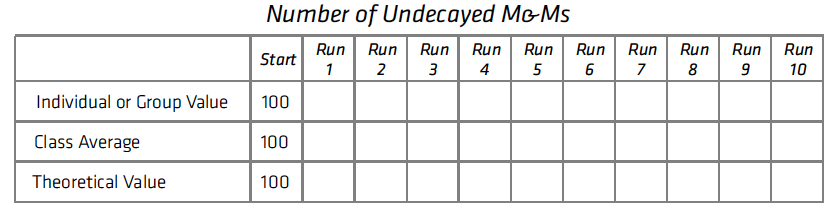 Number of Undecayed M&Ms
Start Run 1 Run 2 Run 3 Run 4 Run 5 Run 6 Run 7 Run 8 Run 9 Run 10
Individual or Group Value 100
Class Average 100
Theoretical Value 100